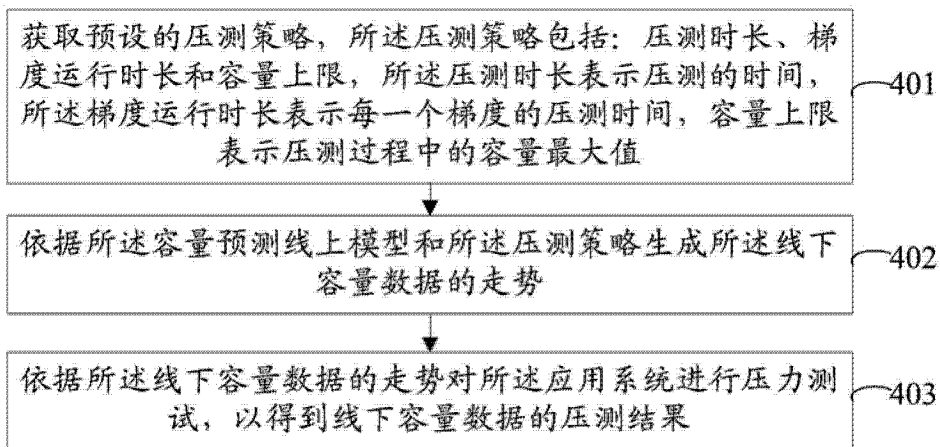 获取预设的压测策略，所述压测策略包括：压测时长、梯
度运行时长和容量上限，所述压测时长表示压测的时间，
所述梯度运行时长表示每一个梯度的压测时间，容量上限
表示压测过程中的容量最大值
401
依据所述容量预测线上模型和所述压测策略生成所述线下
容量数据的走势
402
依据所述线下容量数据的走势对所述应用系统进行压力测
试，以得到线下容量数据的压测结果
403